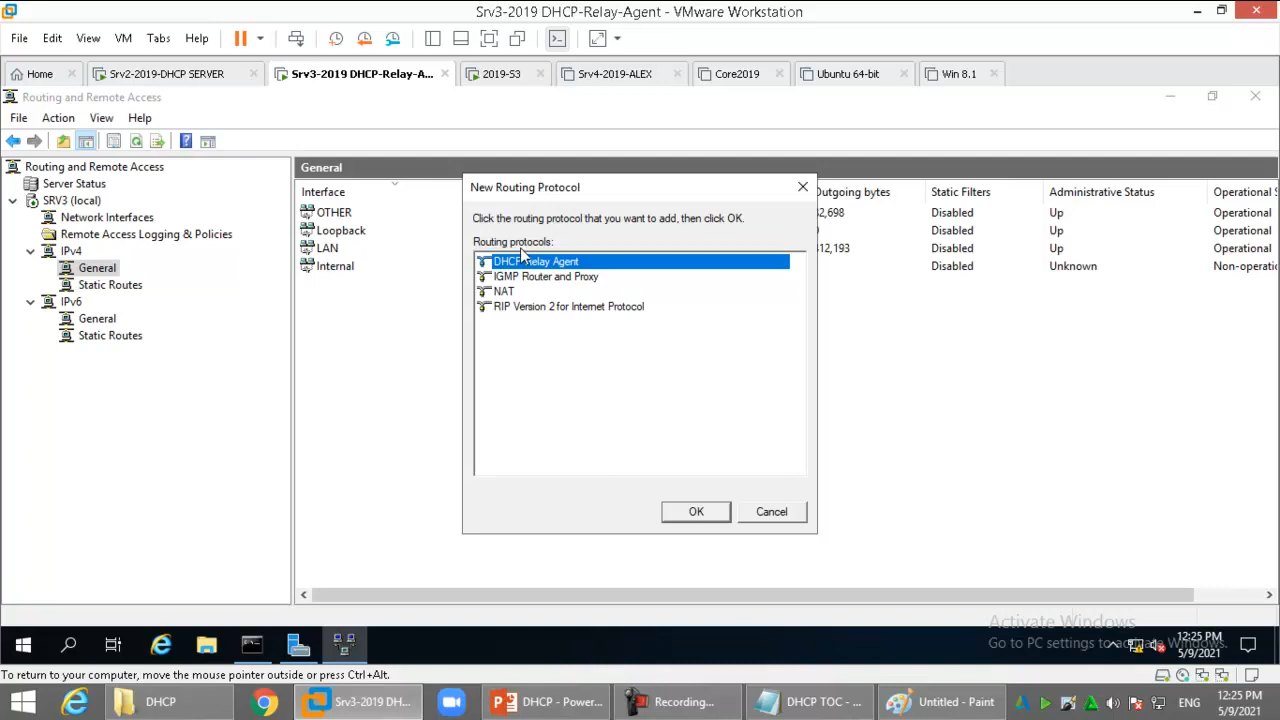 Srv3-2019 DHCP-Relay-Agent - VMware Workstation
File Edit View VM Tabs Help
Home Srv2-2019-DHCP SERVER Srv3-2019 DHCP-Relay-A... 2019-S3 Srv4-2019-ALEX Core2019 Ubuntu 64-bit Win 8.1
Routing and Remote Access
File Action View Help
Routing and Remote Access
Server Status
SRV3 (local)
Network Interfaces
Remote Access Logging & Policies
IPv4
General
Static Routes
IPv6
General
Static Routes
General
Interface Outgoing bytes Static Filters Administrative Status Operational S
OTHER 32,698 Disabled Up Operational
Loopback Disabled Up Operational
LAN 412,193 Disabled Up Operational
Internal Disabled Unknown Non-operatio
New Routing Protocol
Click the routing protocol that you want to add, then click OK.
Routing protocols:
DHCP Relay Agent
IGMP Router and Proxy
NAT
RIP Version 2 for Internet Protocol
OK Cancel
Activate Windows
Go to PC settings to activate Windows.
12:25 PM
5/9/2021
To return to your computer, move the mouse pointer outside or press Ctrl+Alt.
DHCP Srv3-2019 DH... DHCP - Power... Recording... DHCP TOC - ... Untitled - Paint ENG
12:25 PM
5/9/2021